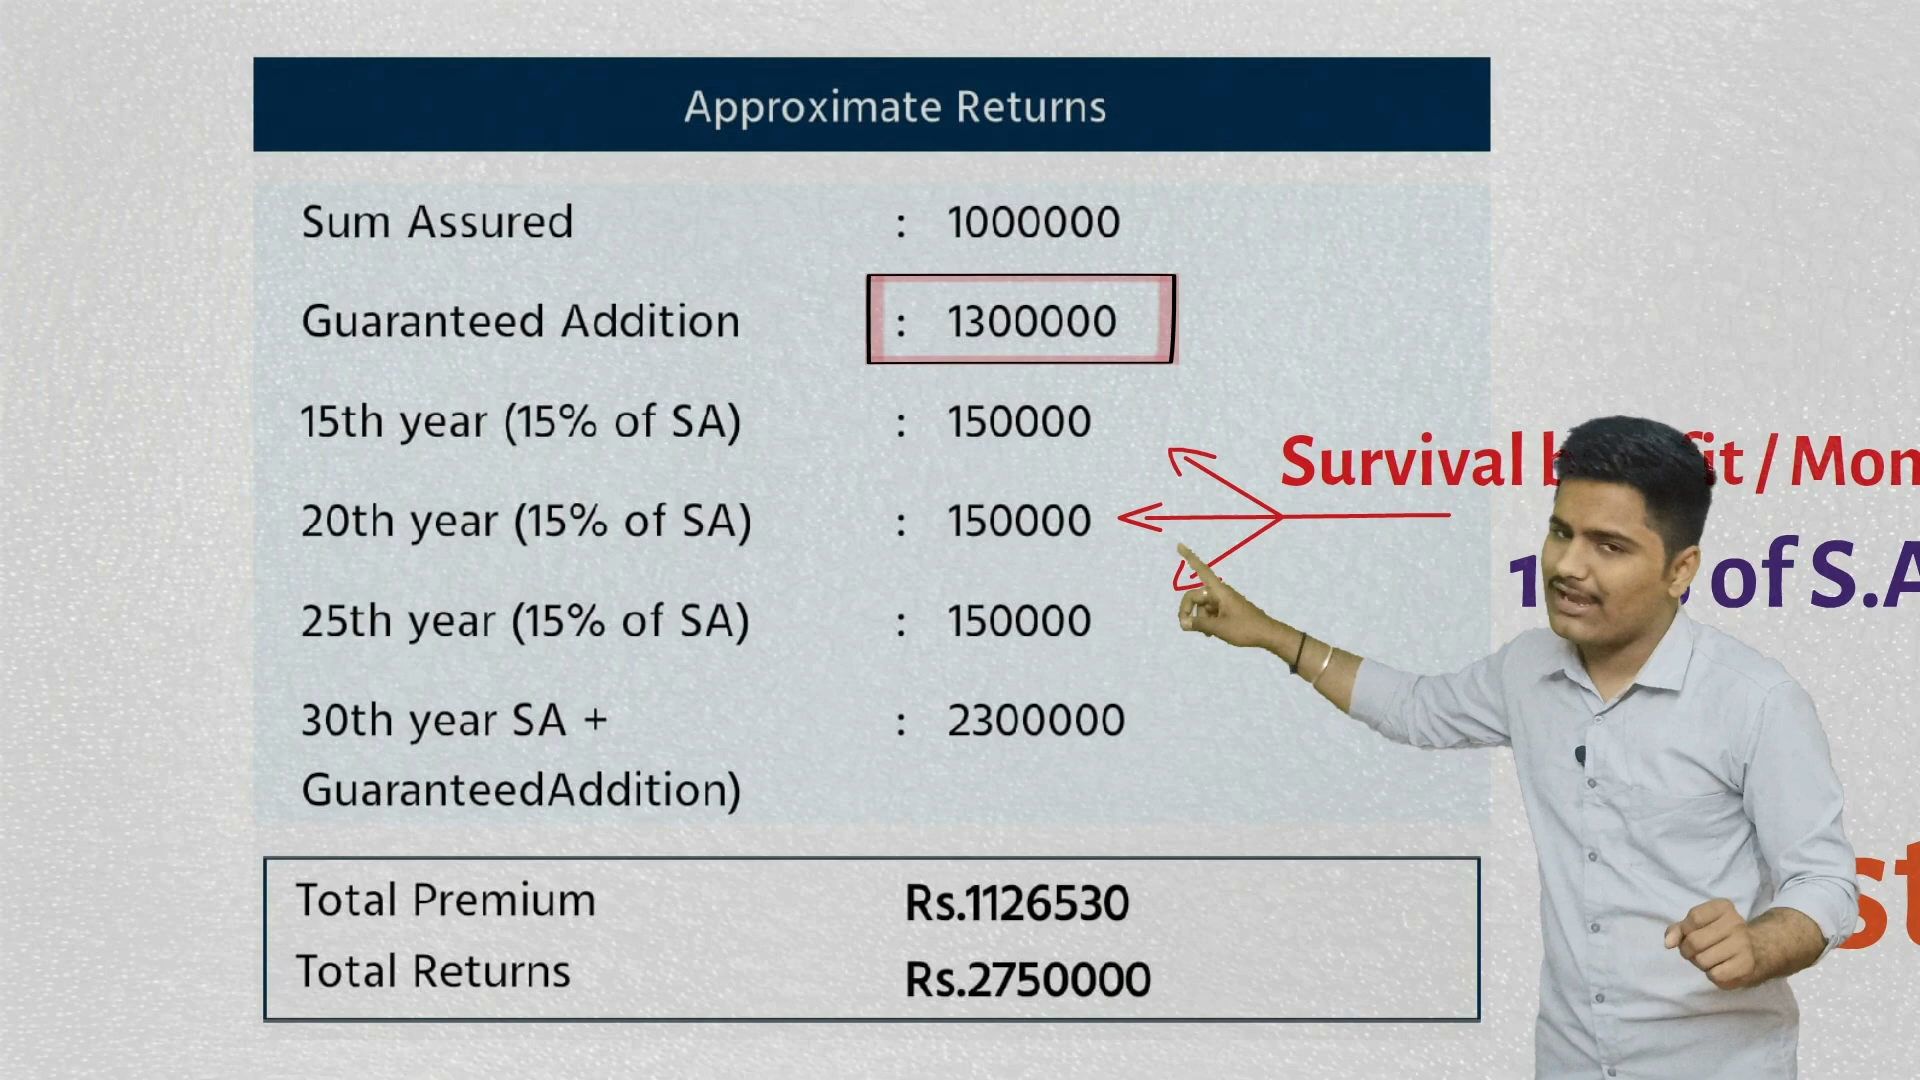 Approximate Returns
Sum Assured : 1000000
Guaranteed Addition : 1300000
15th year (15% of SA) : 150000
Survival
20th year (15% of SA) : 150000
of S.A
25th year (15% of SA) : 150000
30th year SA + : 2300000
GuaranteedAddition)
Total Premium Rs.1126530
Total Returns Rs.2750000